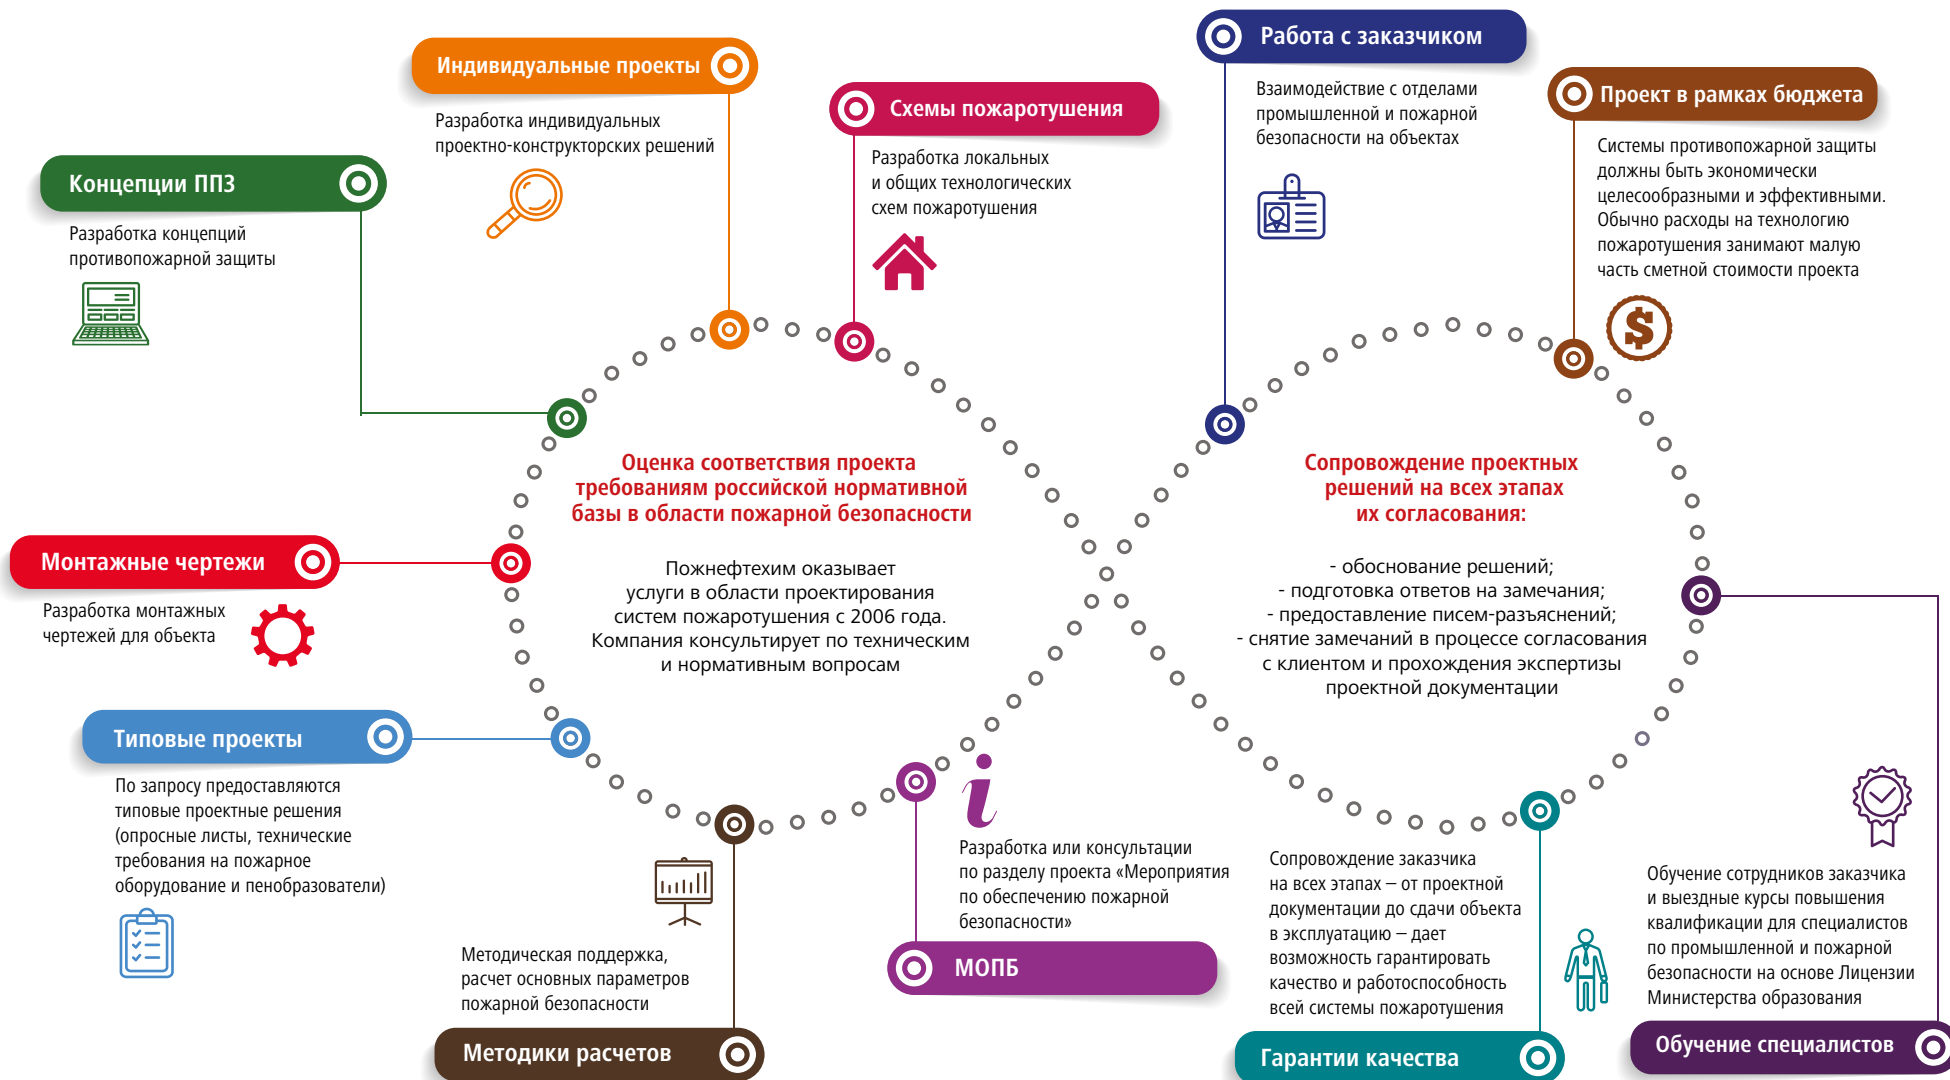 Концепции ППЗ
Разработка концепций
противопожарной защиты
Индивидуальные проекты
Разработка индивидуальных
проектно-конструкторских решений
Схемы пожаротушения
Разработка локальных
и общих технологических
схем пожаротушения
Работа с заказчиком
Взаимодействие с отделами
промышленной и пожарной
безопасности на объектах
Проект в рамках бюджета
Системы противопожарной защиты
должны быть экономически
целесообразными и эффективными.
Обычно расходы на технологию
пожаротушения занимают малую
часть сметной стоимости проекта
Оценка соответствия проекта
требованиям российской нормативной
базы в области пожарной безопасности
Пожнефтехим оказывает
услуги в области проектирования
систем пожаротушения с 2006 года.
Компания консультирует по техническим
и нормативным вопросам
Сопровождение проектных
решений на всех этапах
их согласования:
- обоснование решений;
- подготовка ответов на замечания;
- предоставление писем-разъяснений;
- снятие замечаний в процессе согласования
с клиентом и прохождения экспертизы
проектной документации
Монтажные чертежи
Разработка монтажных
чертежей для объекта
Типовые проекты
По запросу предоставляются
типовые проектные решения
(опросные листы, технические
требования на пожарное
оборудование и пенобразователи)
Методическая поддержка,
расчет основных параметров
пожарной безопасности
Методики расчетов
i
Разработка или консультации
по разделу проекта «Мероприятия
по обеспечению пожарной
безопасности»
МОПБ
Сопровождение заказчика
на всех этапах – от проектной
документации до сдачи объекта
в эксплуатацию – дает
возможность гарантировать
качество и работоспособность
всей системы пожаротушения
Гарантии качества
Обучение сотрудников заказчика
и выездные курсы повышения
квалификации для специалистов
по промышленной и пожарной
безопасности на основе Лицензии
Министерства образования
Обучение специалистов